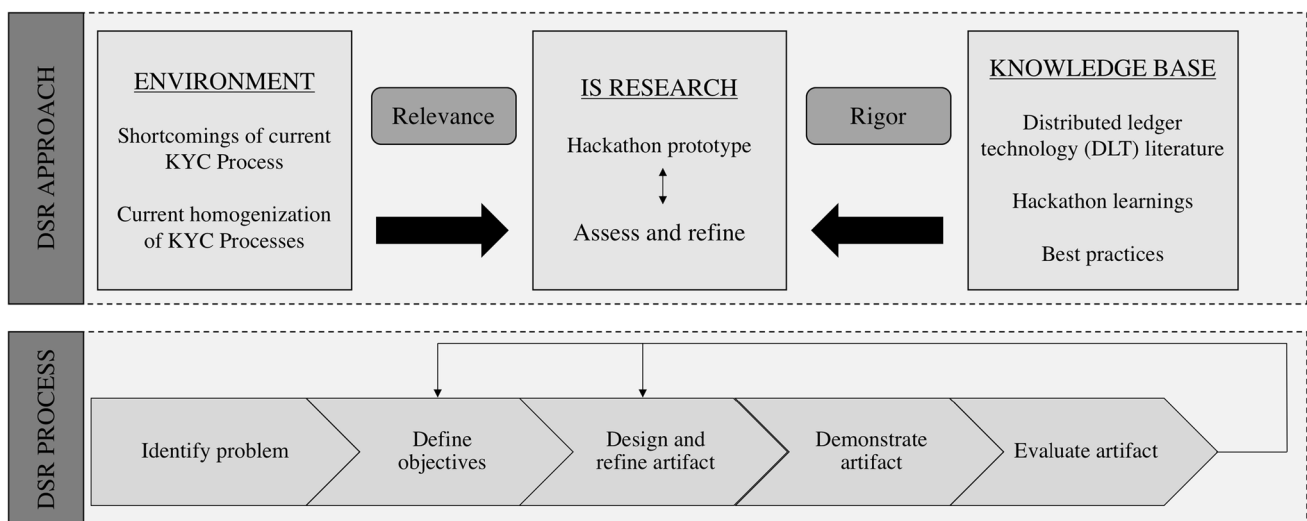 DSR APPROACH
ENVIRONMENT
Shortcomings of current
KYC Process
Current homogenization
of KYC Processes
Relevance
IS RESEARCH
Hackathon prototype
Assess and refine
Rigor
KNOWLEDGE BASE
Distributed ledger
technology (DLT) literature
Hackathon learnings
Best practices
DSR PROCESS
Identify problem
Define
objectives
Design and
refine artifact
Demonstrate
artifact
Evaluate artifact